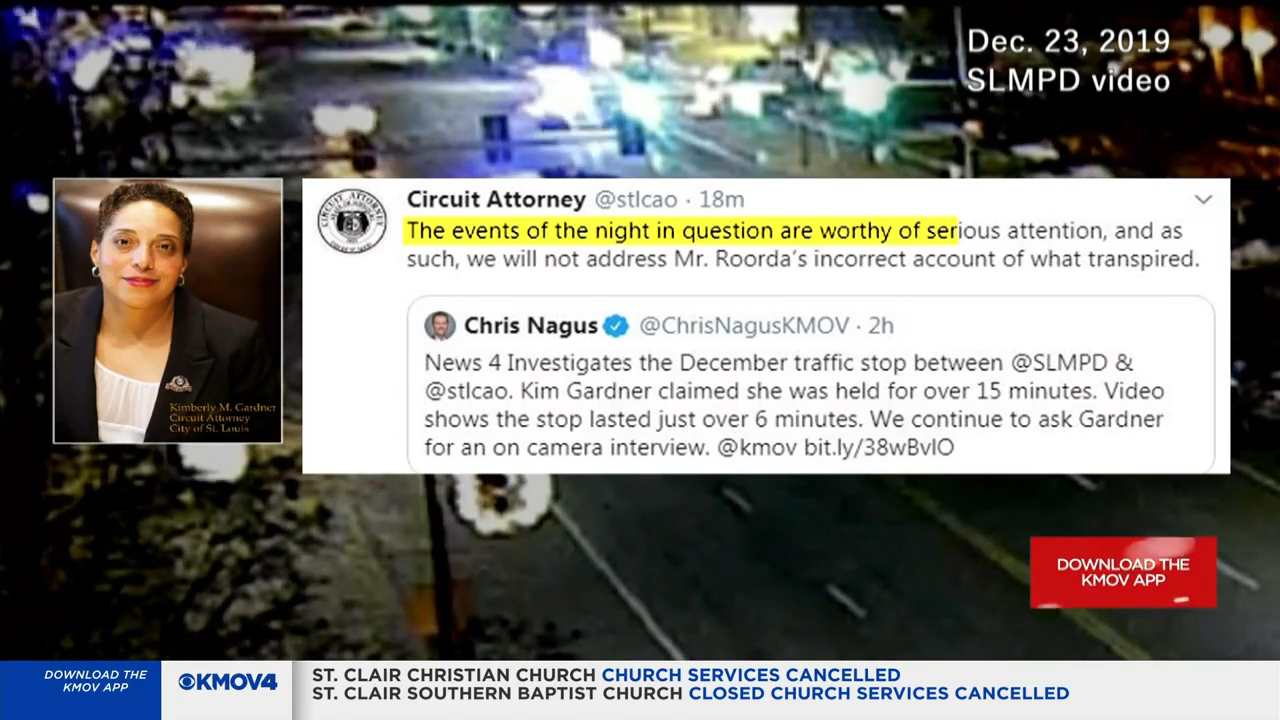 Dec. 23, 2019
SLMPD video
Circuit Attorney @stlcao · 18m
The events of the night in question are worthy of serious attention, and as
such, we will not address Mr. Roorda's incorrect account of what transpired.
Chris Nagus @ChrisNagusKMOV · 2h
News 4 Investigates the December traffic stop between @SLMPD &
@stlcao. Kim Gardner claimed she was held for over 15 minutes. Video
shows the stop lasted just over 6 minutes. We continue to ask Gardner
for an on camera interview. @kmov bit.ly/38wBvlO
Kimberly M. Gardner
Circuit Attorney
City of St. Louis
DOWNLOAD THE
KMOV APP
DOWNLOAD THE
KMOV APP
KMOV4
ST. CLAIR CHRISTIAN CHURCH CHURCH SERVICES CANCELLED
ST. CLAIR SOUTHERN BAPTIST CHURCH CLOSED CHURCH SERVICES CANCELLED